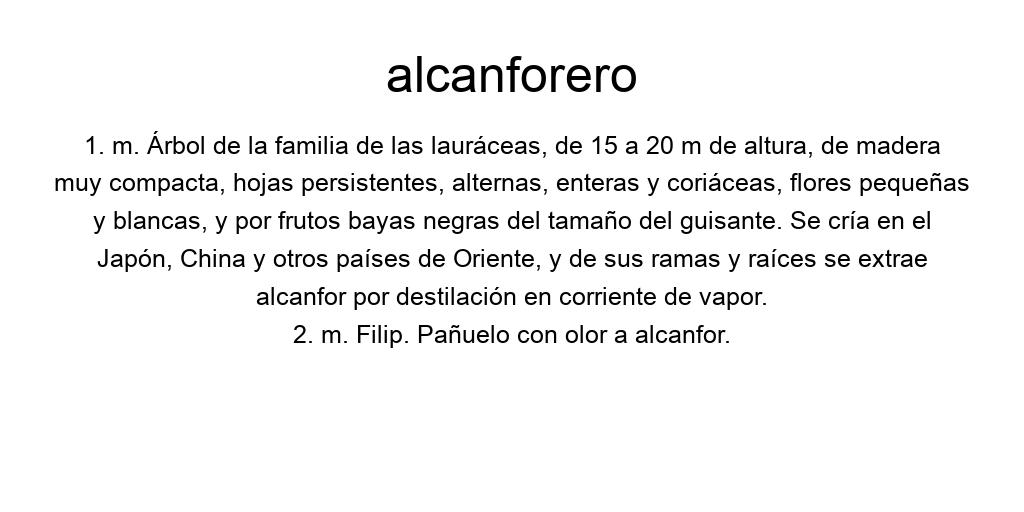 alcanforero
1. m. Árbol de la familia de las lauráceas, de 15 a 20 m de altura, de madera
muy compacta, hojas persistentes, alternas, enteras y coriáceas, flores pequeñas
y blancas, y por frutos bayas negras del tamaño del guisante. Se cría en el
Japón, China y otros países de Oriente, y de sus ramas y raíces se extrae
alcanfor por destilación en corriente de vapor.
2. m. Filip. Pañuelo con olor a alcanfor.